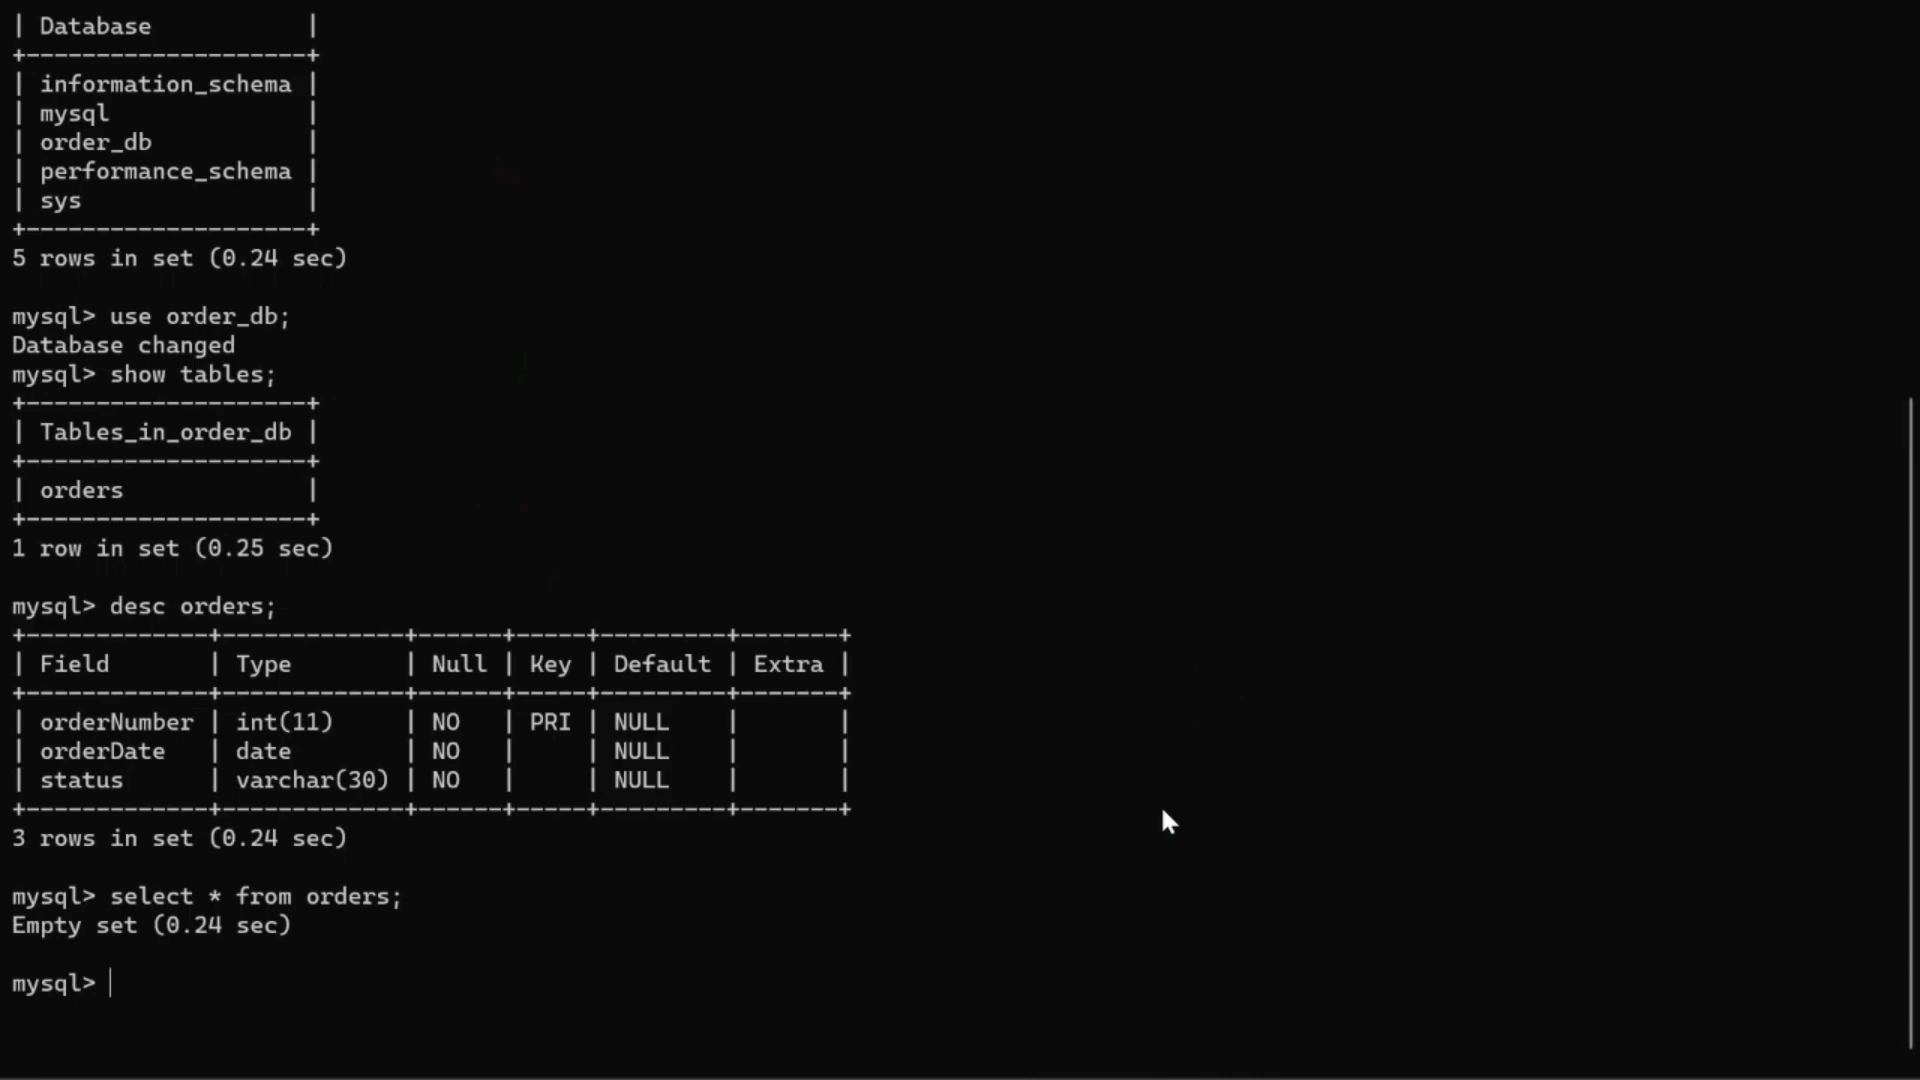 | Database           |
+--------------------+
| information_schema |
| mysql              |
| order_db           |
| performance_schema |
| sys                |
+--------------------+
5 rows in set (0.24 sec)
mysql> use order_db;
Database changed
mysql> show tables;
+--------------------+
| Tables_in_order_db |
+--------------------+
| orders             |
+--------------------+
1 row in set (0.25 sec)
mysql> desc orders;
+-------------+-------------+------+-----+---------+-------+
| Field       | Type        | Null | Key | Default | Extra |
+-------------+-------------+------+-----+---------+-------+
| orderNumber | int(11)     | NO   | PRI | NULL    |       |
| orderDate   | date        | NO   |     | NULL    |       |
| status      | varchar(30) | NO   |     | NULL    |       |
+-------------+-------------+------+-----+---------+-------+
3 rows in set (0.24 sec)
mysql> select * from orders;
Empty set (0.24 sec)
mysql>